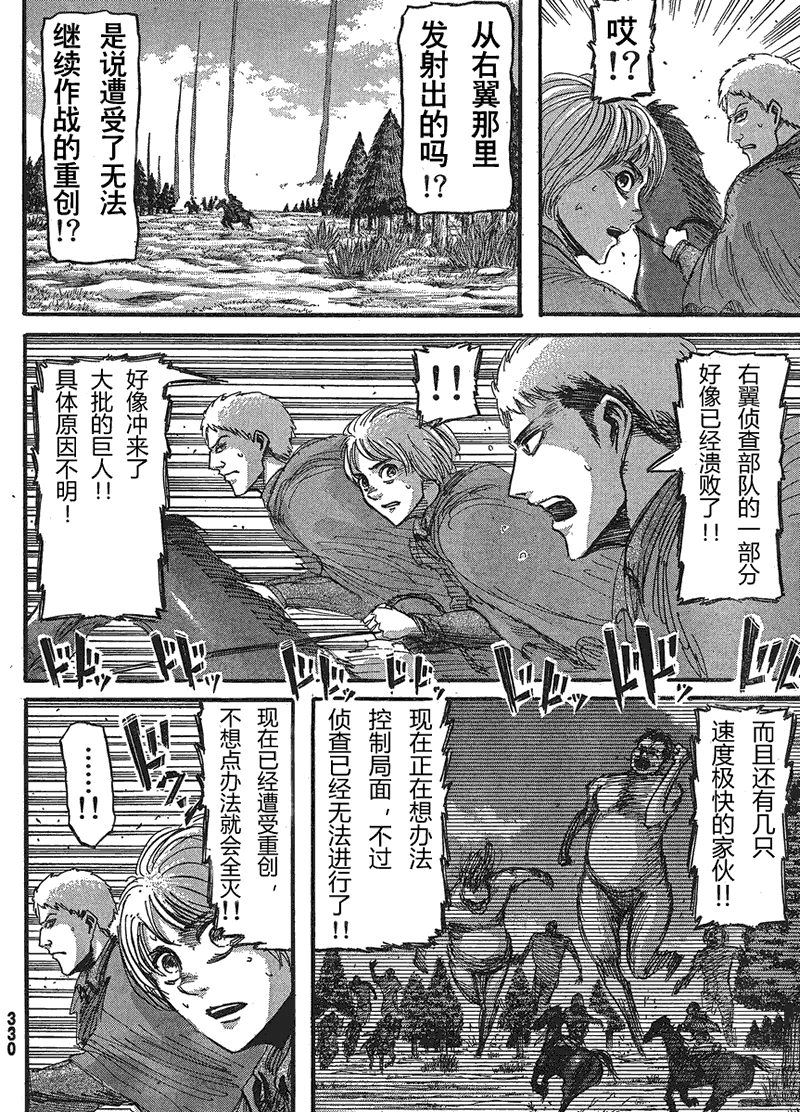 哎!?
从右翼那里
发射出的吗!?
是说遭受了无法
继续作战的重创!?
右翼侦查部队的一部分
好像已经溃败了!!
!!
好像冲来了
大批的巨人!!
具体原因不明!
ドドッ
ドドッ
ドドッ
ドドッ
ドドッ
ドドッ
而且还有几只
速度极快的家伙!!
现在正在想办法
控制局面,不过
侦查已经无法进行了!!
现在已经遭受重创,
不想点办法就会全灭!!
ドクン
……!!
330